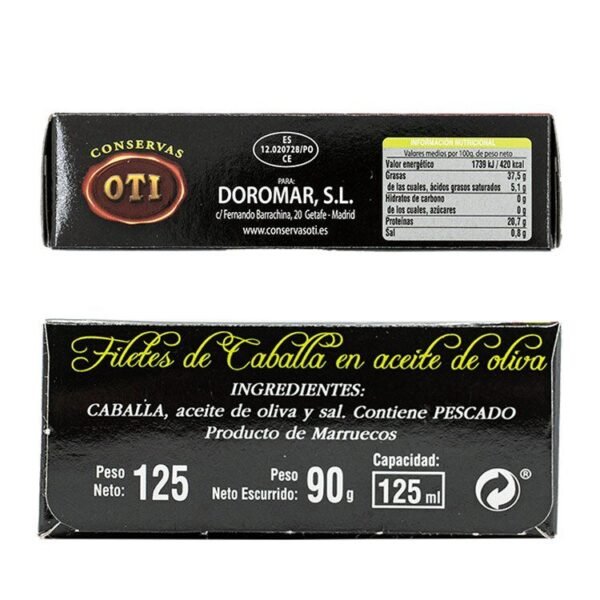 CONSERVAS
OTI
ES
12.020728/PO
CE
PARA:
DOROMAR, S.L.
c/ Fernando Barrachina, 20 Getafe - Madrid
www.conservasoti.es
INFORMACIÓN NUTRICIONAL
Valores medios por 100g. de peso neto
Valor energético 1739 kJ / 420 kcal
Grasas 37,5 g
de las cuales, ácidos grasos saturados 5,1 g
Hidratos de carbono 0 g
de los cuales, azúcares 0 g
Proteínas 20,7 g
Sal 0,8 g
Filetes de Caballa en aceite de oliva
INGREDIENTES:
CABALLA, aceite de oliva y sal. Contiene PESCADO
Producto de Marruecos
Peso Neto: 125
Peso Neto Escurrido: 90 g
Capacidad:
125 ml
®